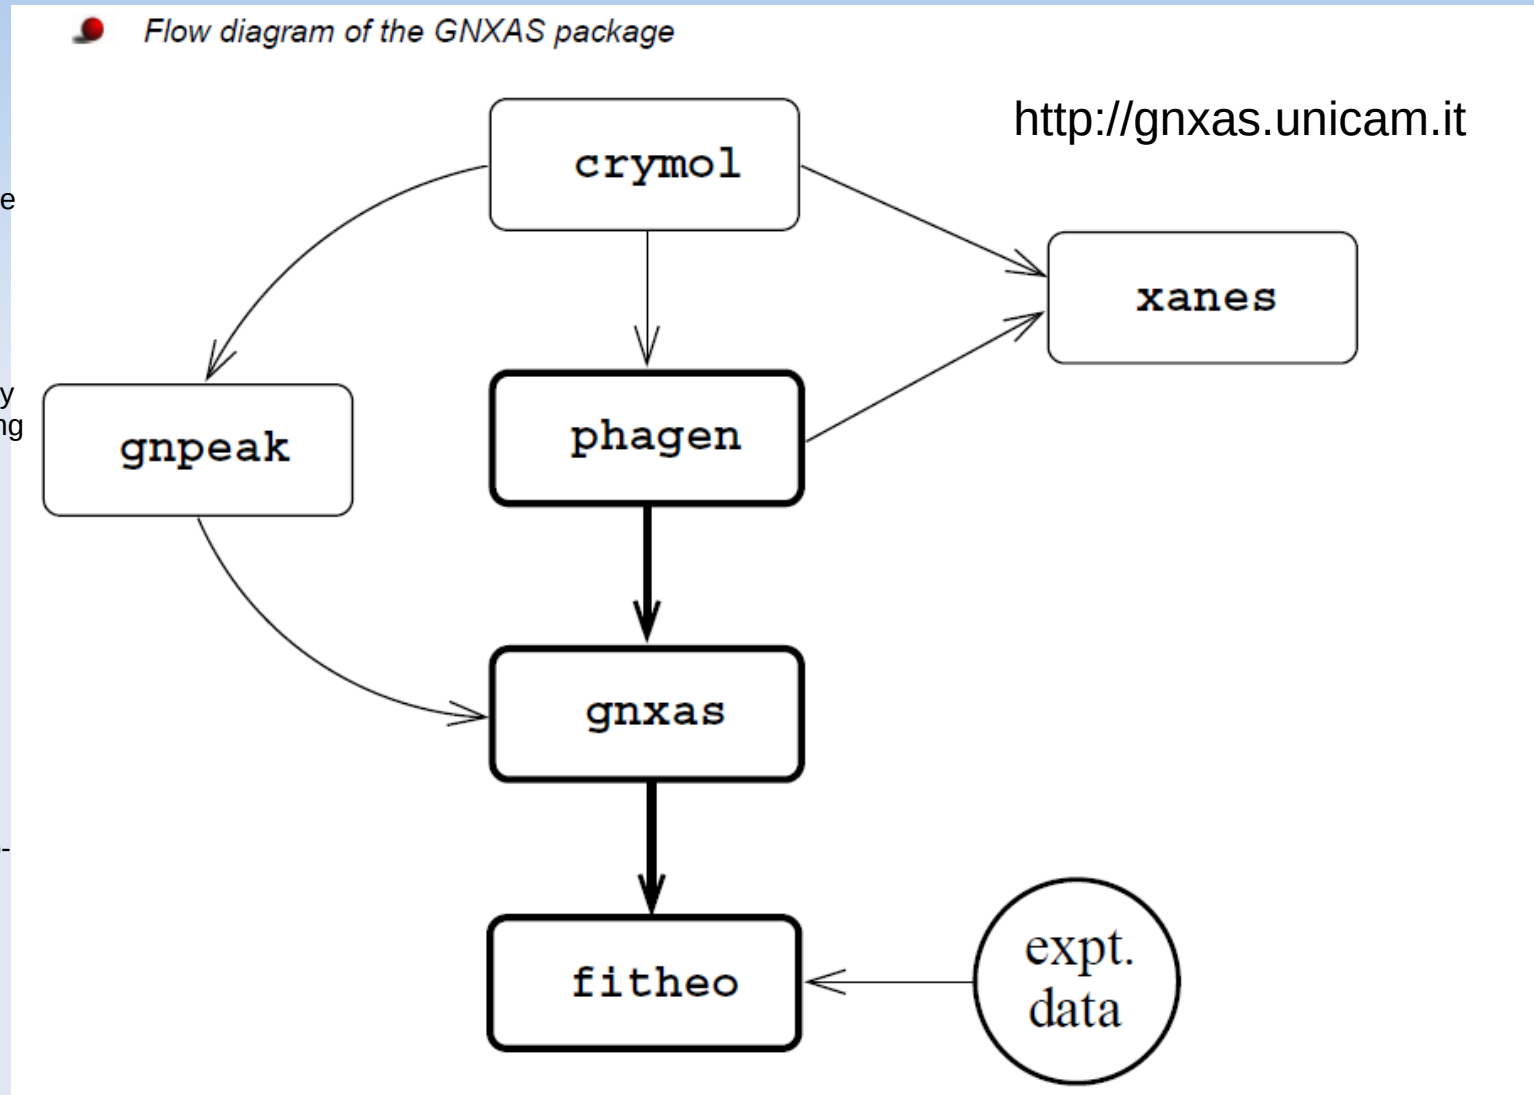 Flow diagram of the GNXAS package
http://gnxas.unicam.it
crymol
xanes
phagen
gnpeak
gnxas
fitheo
expt.
data